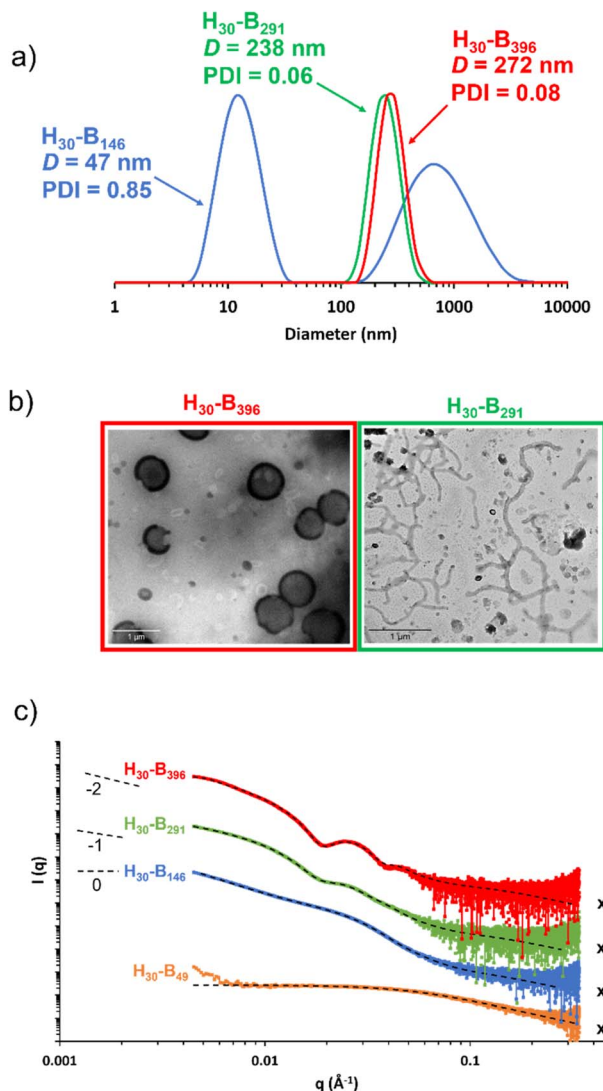 a)
H30-B291
D = 238 nm
PDI = 0.06
H30-B396
D = 272 nm
PDI = 0.08
H30-B146
D = 47 nm
PDI = 0.85
1 10 100 1000 10000
Diameter (nm)
b)
H30-B396 H30-B291
1 µm 1 µm
c)
H30-B396
-2
H30-B291
-1
H30-B146
0
H30-B49
I (q)
x
x
x
x
0.001 0.01 0.1
q (Å-1)